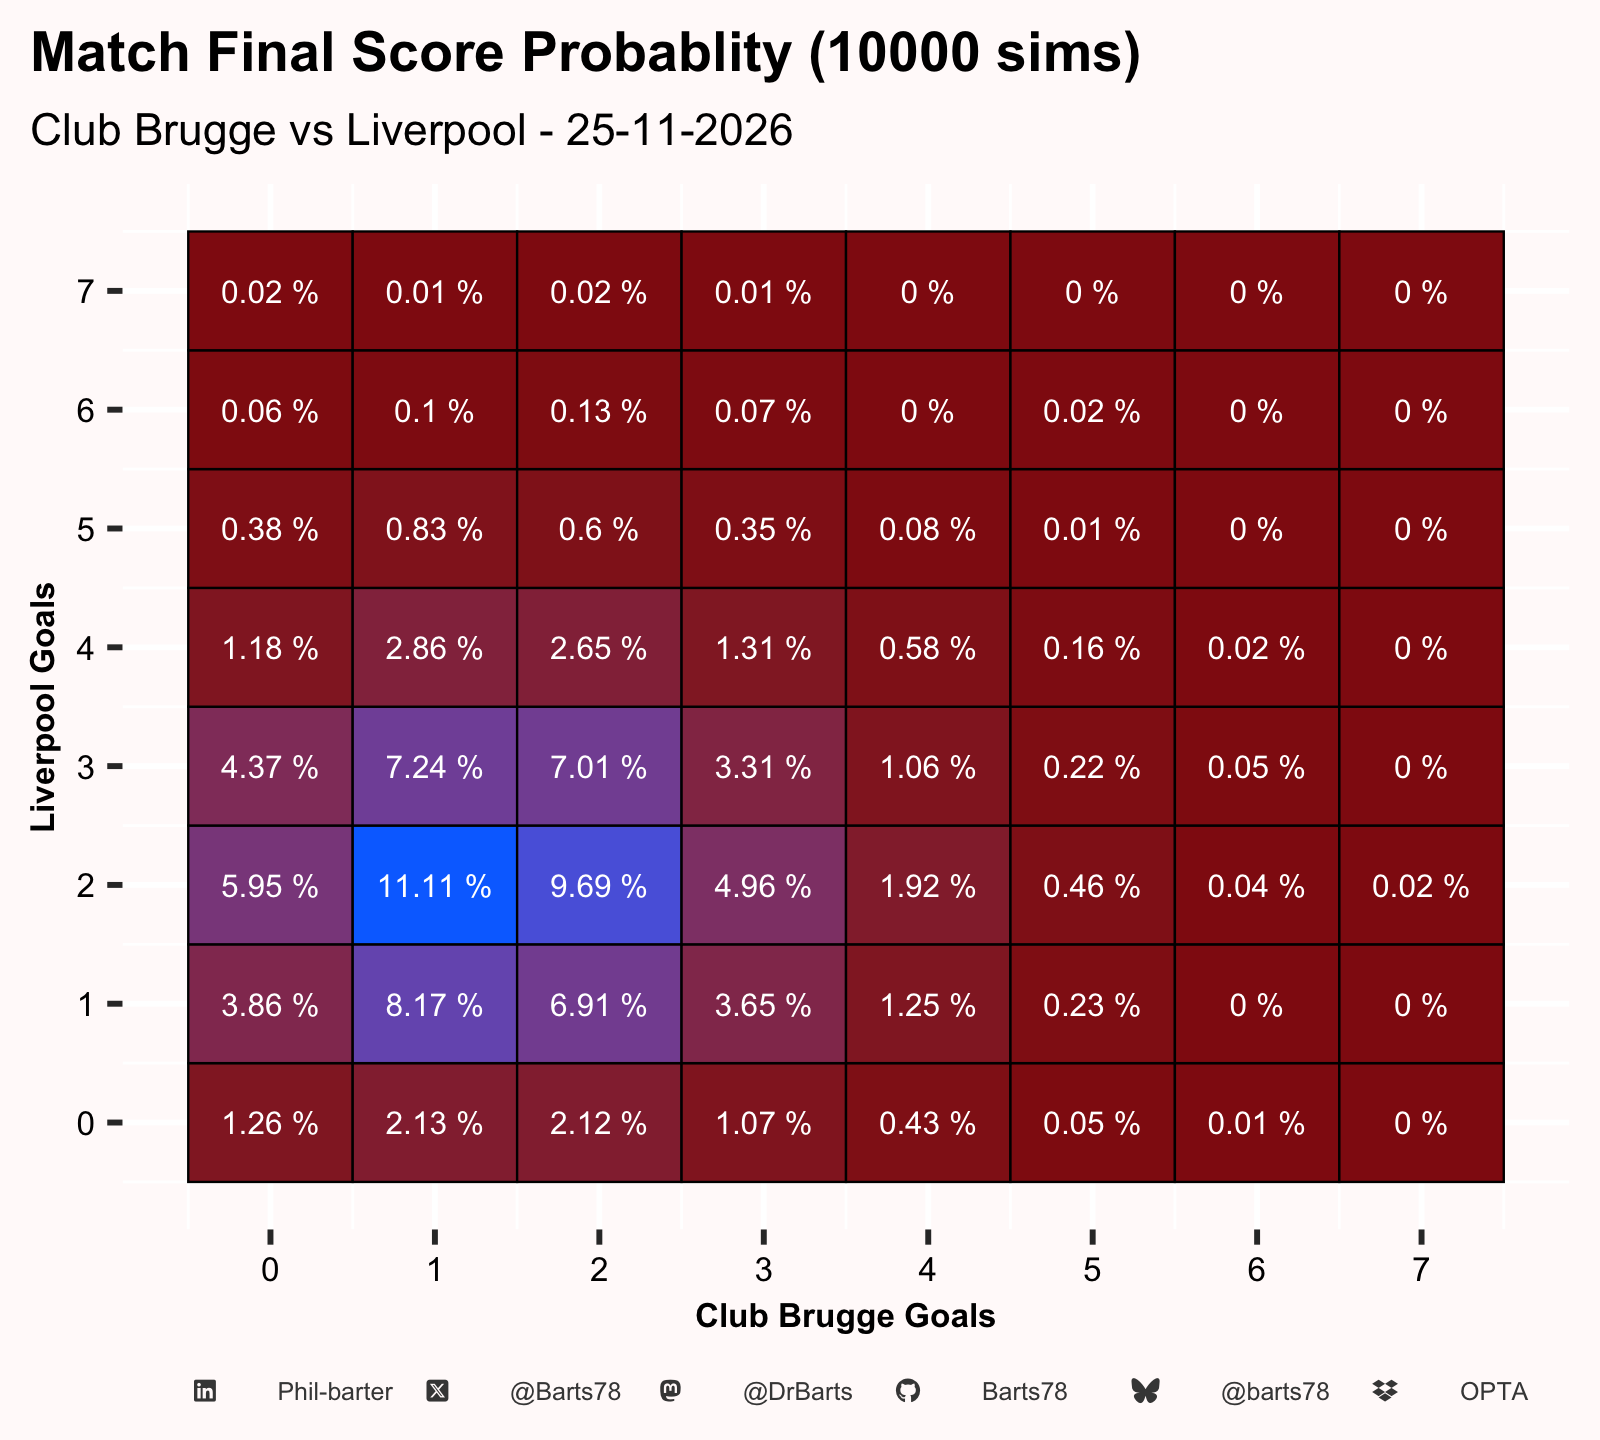 Match Final Score Probablity (10000 sims)
Club Brugge vs Liverpool - 25-11-2026
Liverpool Goals
7 0.02 % 0.01 % 0.02 % 0.01 % 0 % 0 % 0 % 0 %
6 0.06 % 0.1 % 0.13 % 0.07 % 0 % 0.02 % 0 % 0 %
5 0.38 % 0.83 % 0.6 % 0.35 % 0.08 % 0.01 % 0 % 0 %
4 1.18 % 2.86 % 2.65 % 1.31 % 0.58 % 0.16 % 0.02 % 0 %
3 4.37 % 7.24 % 7.01 % 3.31 % 1.06 % 0.22 % 0.05 % 0 %
2 5.95 % 11.11 % 9.69 % 4.96 % 1.92 % 0.46 % 0.04 % 0.02 %
1 3.86 % 8.17 % 6.91 % 3.65 % 1.25 % 0.23 % 0 % 0 %
0 1.26 % 2.13 % 2.12 % 1.07 % 0.43 % 0.05 % 0.01 % 0 %
0 1 2 3 4 5 6 7
Club Brugge Goals
Phil-barter @Barts78 @DrBarts Barts78 @barts78 OPTA